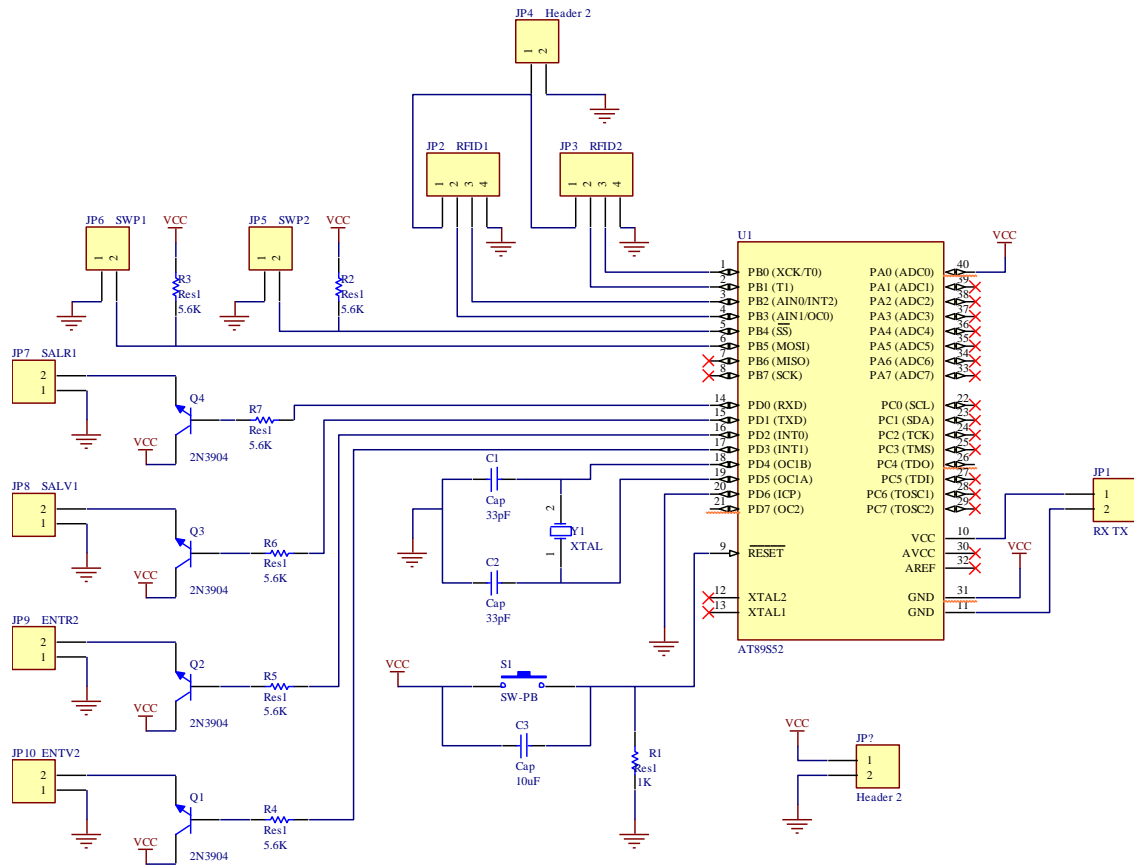 JP4 Header 2
1 2
JP2 RFID1
1 2 3 4
JP3 RFID2
1 2 3 4
JP6 SWP1
1 2
VCC
R3
Res1
5.6K
JP5 SWP2
1 2
VCC
R2
Res1
5.6K
JP7 SALR1
2
1
Q4
2N3904
VCC
R7
Res1
5.6K
JP8 SALV1
2
1
Q3
2N3904
VCC
R6
Res1
5.6K
JP9 ENTR2
2
1
Q2
2N3904
VCC
R5
Res1
5.6K
JP10 ENTV2
2
1
Q1
2N3904
VCC
R4
Res1
5.6K
C1
Cap
33pF
2
Y1
XTAL
1
C2
Cap
33pF
VCC
S1
SW-PB
C3
Cap
10uF
R1
Res1
1K
U1
VCC
1 PB0 (XCK/T0) PA0 (ADC0) 40
2 PB1 (T1) PA1 (ADC1) 39
3 PB2 (AIN0/INT2) PA2 (ADC2) 38
4 PB3 (AIN1/OC0) PA3 (ADC3) 37
5 PB4 (SS) PA4 (ADC4) 36
6 PB5 (MOSI) PA5 (ADC5) 35
7 PB6 (MISO) PA6 (ADC6) 34
8 PB7 (SCK) PA7 (ADC7) 33
14 PD0 (RXD) PC0 (SCL) 22
15 PD1 (TXD) PC1 (SDA) 23
16 PD2 (INT0) PC2 (TCK) 24
17 PD3 (INT1) PC3 (TMS) 25
18 PD4 (OC1B) PC4 (TDO) 26
19 PD5 (OC1A) PC5 (TDI) 27
20 PD6 (ICP) PC6 (TOSC1) 28
21 PD7 (OC2) PC7 (TOSC2) 29
VCC 10
9 RESET AVCC 30
AREF 32
12 XTAL2 GND 31
13 XTAL1 GND 11
AT89S52
JP1
1
2
RX TX
VCC
VCC
JP?
1
2
Header 2